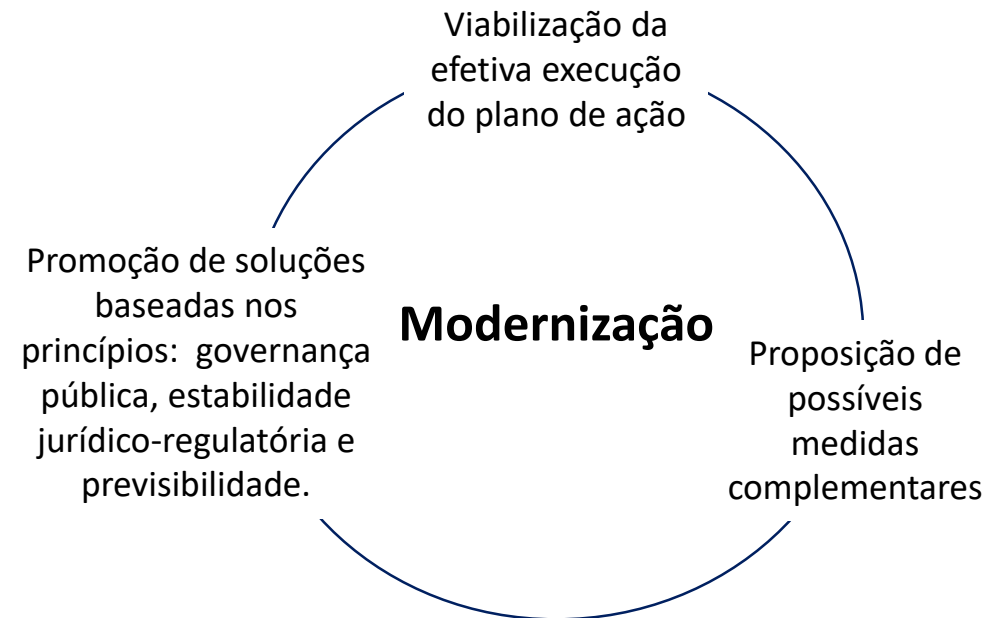 Viabilização da
efetiva execução
do plano de ação
Promoção de soluções
baseadas nos
princípios: governança
pública, estabilidade
jurídico-regulatória e
previsibilidade.
Modernização
Proposição de
possíveis
medidas
complementares